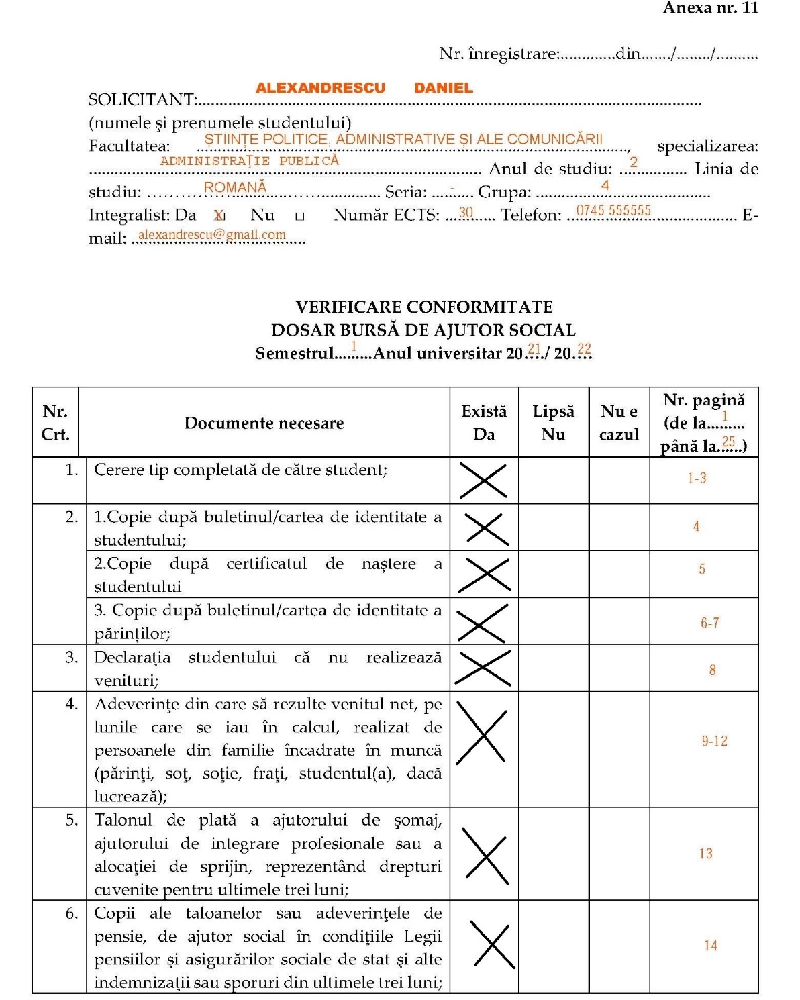 Anexa nr. 11
Nr. înregistrare:.............din......./......../..........
ALEXANDRESCU DANIEL
SOLICITANT:......................................................................................................................
(numele şi prenumele studentului)
Facultatea: ȘTIINȚE POLITICE, ADMINISTRATIVE ȘI ALE COMUNICĂRII, specializarea:
ADMINISTRAŢIE PUBLICĂ Anul de studiu: ...2............ Linia de
studiu: ROMANĂ Seria: ....-..... Grupa: ...............4........................
Integralist: Da x□ Nu □ Număr ECTS: ...30...... Telefon: ..0745 555555.................... E-
mail: alexandrescu@gmail.com
VERIFICARE CONFORMITATE
DOSAR BURSĂ DE AJUTOR SOCIAL
Semestrul....1.....Anul universitar 20.21../ 20.22..
Nr. Crt. Documente necesare Există Da Lipsă Nu Nu e cazul Nr. pagină (de la....1..... până la.25....)
1. Cerere tip completată de către student; X 1-3
2. 1.Copie după buletinul/cartea de identitate a X 4
studentului;
2.Copie după certificatul de naștere a X 5
studentului
3. Copie după buletinul/cartea de identitate a X 6-7
părinților;
3. Declaraţia studentului că nu realizează X 8
venituri;
4. Adeverinţe din care să rezulte venitul net, pe
lunile care se iau în calcul, realizat de
persoanele din familie încadrate în muncă X 9-12
(părinţi, soţ, soţie, fraţi, studentul(a), dacă
lucrează);
5. Talonul de plată a ajutorului de şomaj,
ajutorului de integrare profesionale sau a X 13
alocaţiei de sprijin, reprezentând drepturi
cuvenite pentru ultimele trei luni;
6. Copii ale taloanelor sau adeverinţele de
pensie, de ajutor social în condiţiile Legii X 14
pensiilor şi asigurărilor sociale de stat şi alte
indemnizaţii sau sporuri din ultimele trei luni;